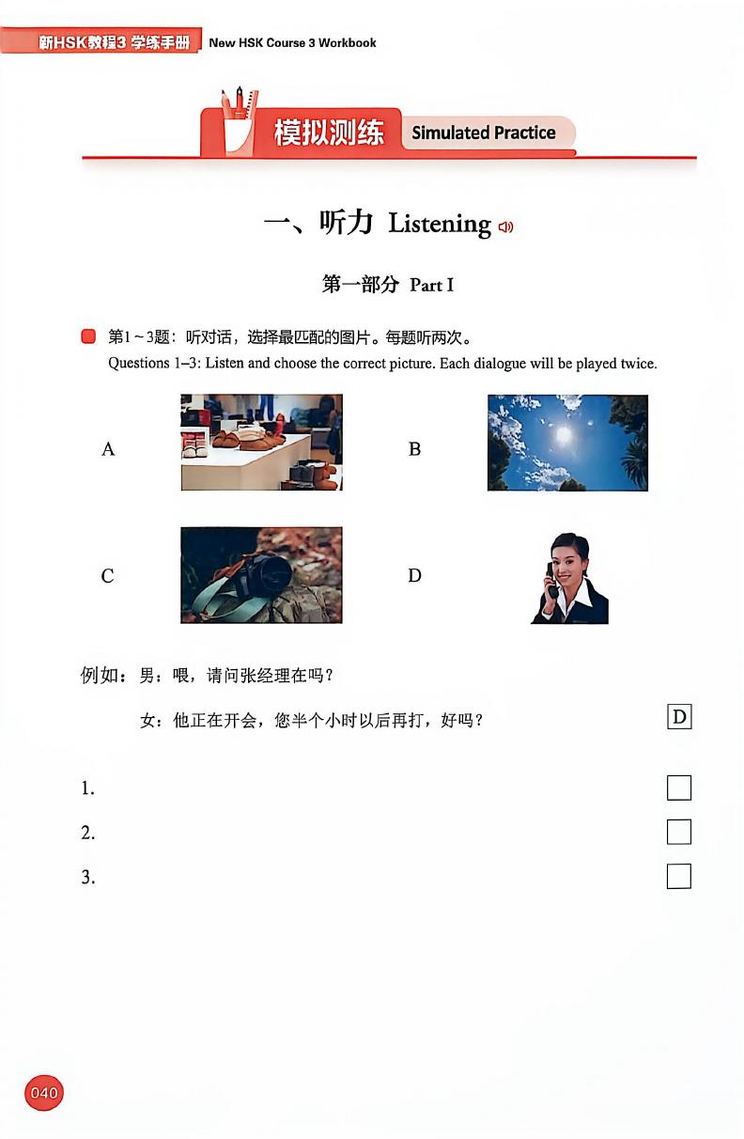 新HSK教程3 学练手册 New HSK Course 3 Workbook
模拟测练 Simulated Practice
一、听力 Listening
第一部分 Part I
第1~3题：听对话，选择最匹配的图片。每题听两次。
Questions 1–3: Listen and choose the correct picture. Each dialogue will be played twice.
A
B
C
D
例如：男：喂，请问张经理在吗？
女：他正在开会，您半个小时以后再打，好吗？ D
1.
2.
3.
040